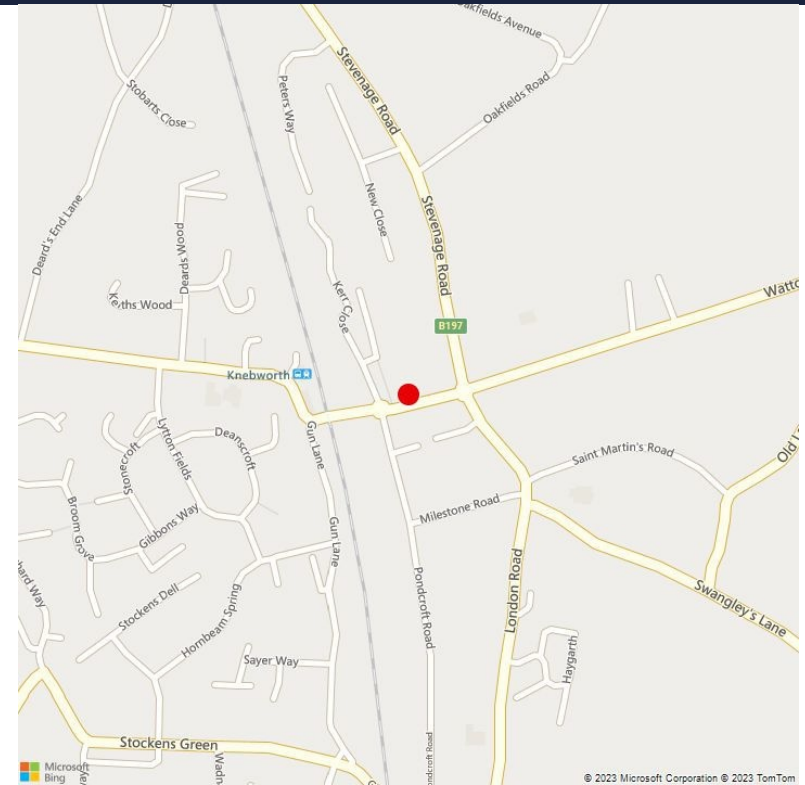 Oakfields Avenue
Stobarts Close
Peters Way
Stevenage Road
Oakfields Road
New Close
Stevenage Road
Deard's End Lane
Deards Wood
Keiths Wood
Kerr Close
B197
Knebworth
Gun Lane
Lytton Fields
Deanscroft
Stonecroft
Saint Martin's Road
Broom Grove
Gibbons Way
Milestone Road
Gun Lane
Pondcroft Road
London Road
Swangley's Lane
Stockens Dell
Hornbeam Spring
Sayer Way
Haygarth
Stockens Green
Pondcroft Road
Microsoft
Bing
© 2023 Microsoft Corporation © 2023 TomTom